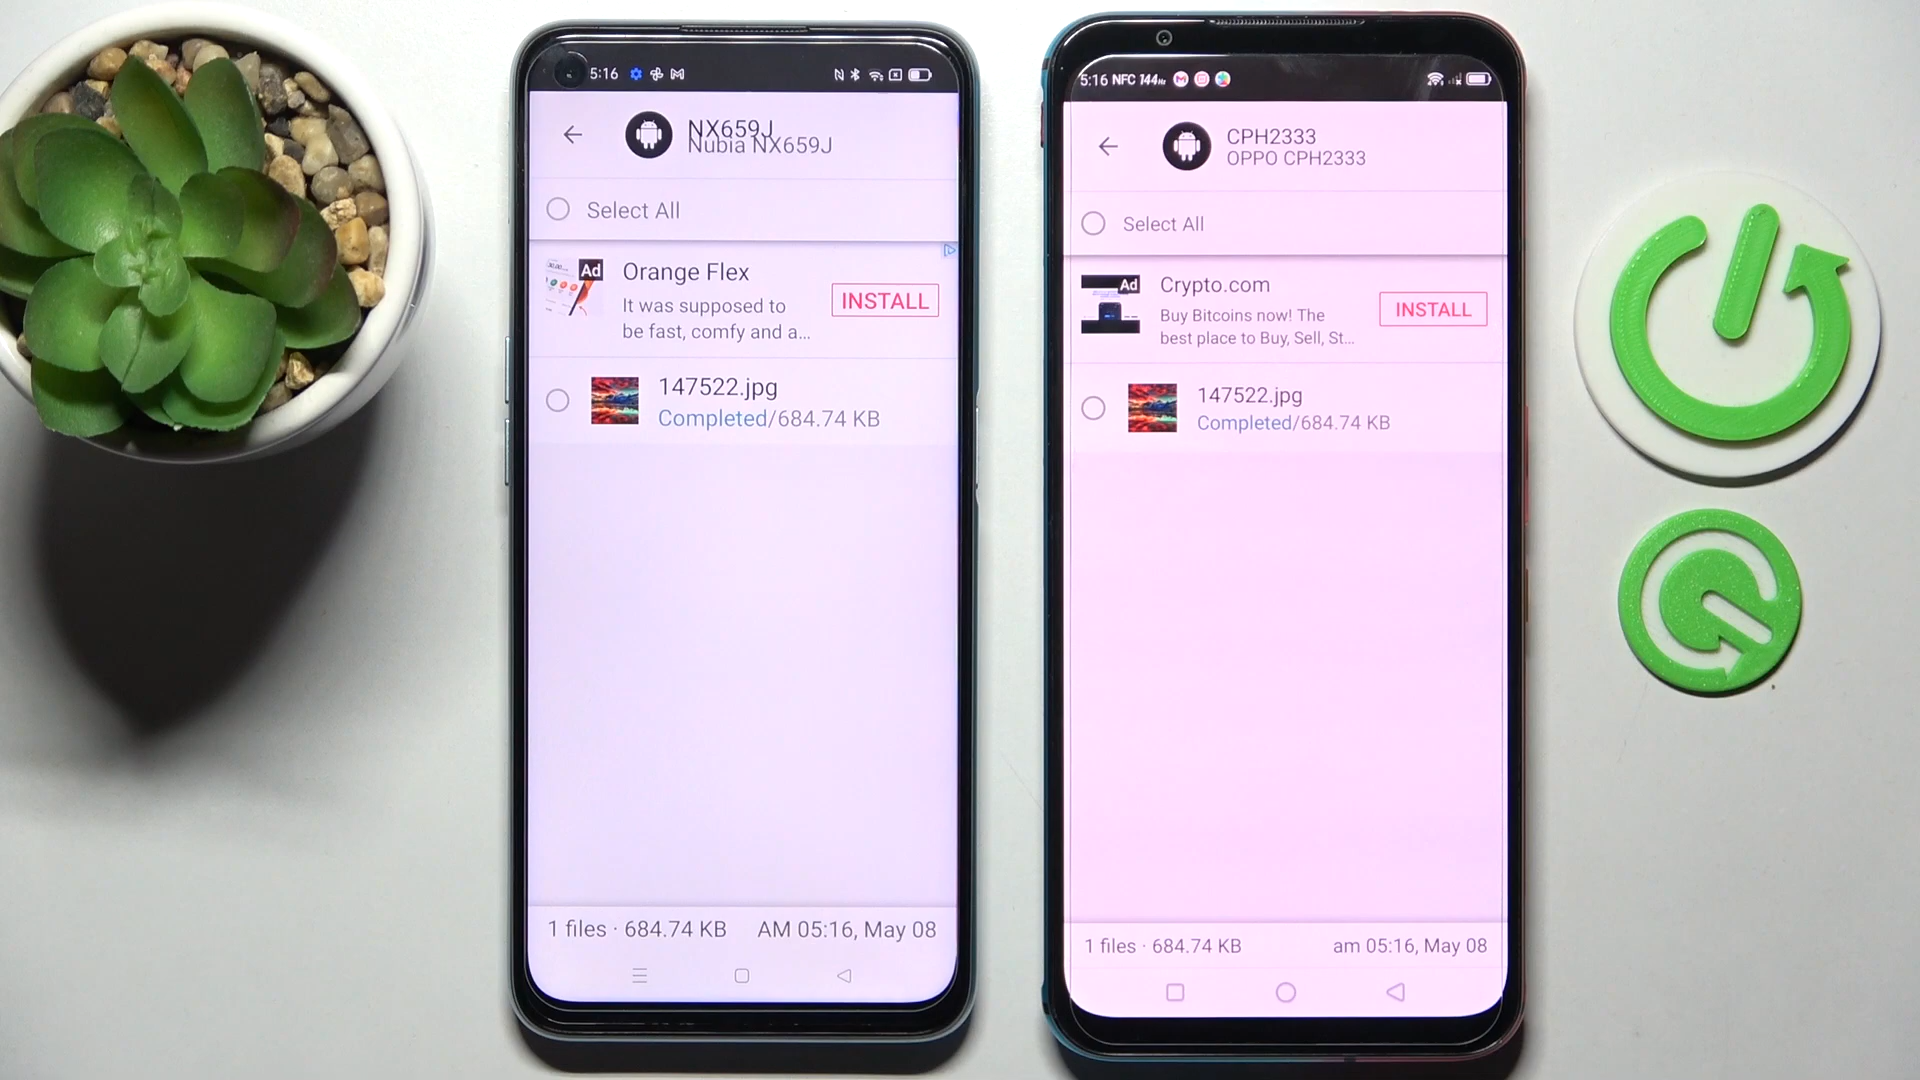 5:16
NX659J
Nubia NX659J
Select All
Ad
Orange Flex
It was supposed to
be fast, comfy and a...
INSTALL
147522.jpg
Completed/684.74 KB
1 files · 684.74 KB
AM 05:16, May 08
5:16 NFC 144Hz
CPH2333
OPPO CPH2333
Select All
Ad
Crypto.com
Buy Bitcoins now! The
best place to Buy, Sell, St...
INSTALL
147522.jpg
Completed/684.74 KB
1 files · 684.74 KB
am 05:16, May 08